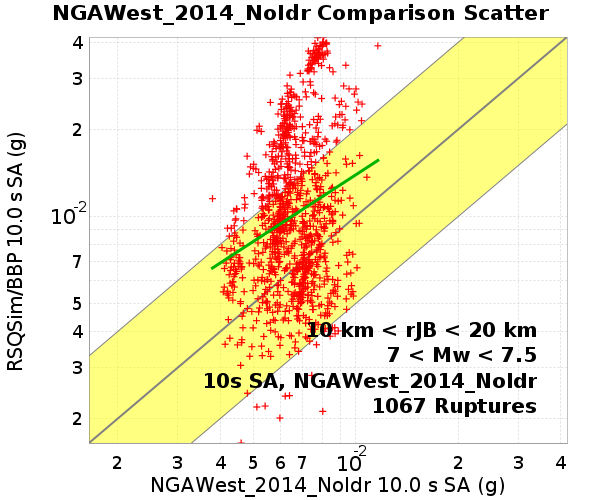 NGAWest_2014_NoIdr Comparison Scatter
RSQSim/BBP 10.0 s SA (g)
4
3
2
10-2
7
5
4
3
2
10 km < rJB < 20 km
7 < Mw < 7.5
10s SA, NGAWest_2014_NoIdr
1067 Ruptures
2 3 4 5 6 7 10-2 2 3 4
NGAWest_2014_NoIdr 10.0 s SA (g)